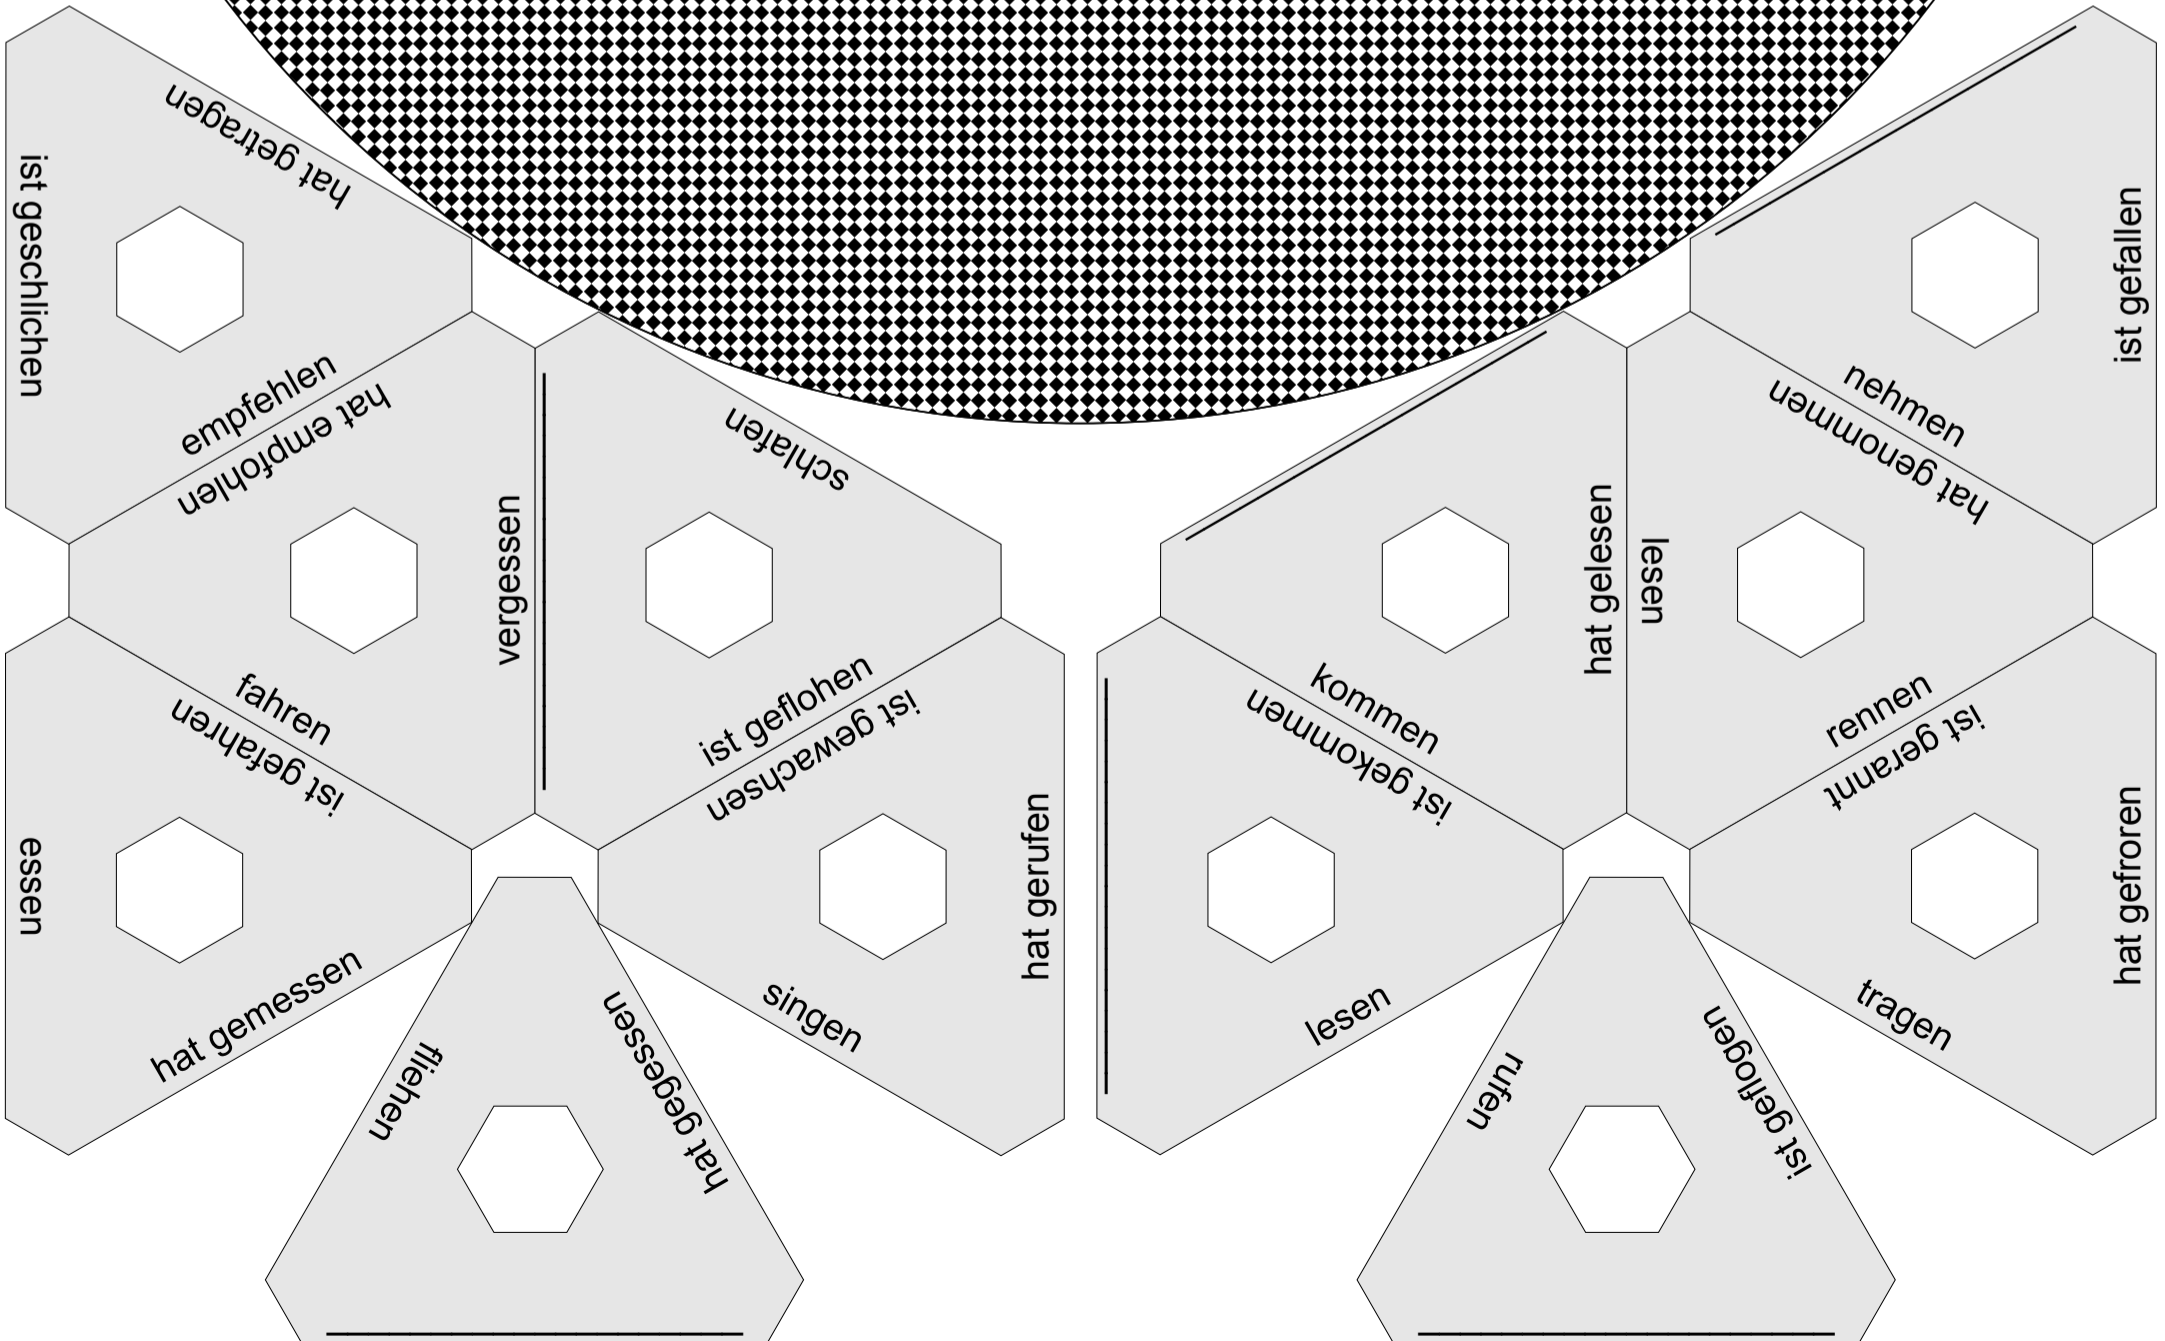 hat getragen
ist geschlichen
empfehlen
hat empfohlen
vergessen
fahren
ist gefahren
essen
hat gemessen
schlafen
ist geflohen
ist gewachsen
hat gerufen
singen
fliehen
hat gegessen
ist gefallen
nehmen
hat genommen
hat gelesen
lesen
kommen
ist gekommen
rennen
ist gerannt
hat gefroren
lesen
tragen
rufen
ist geflogen